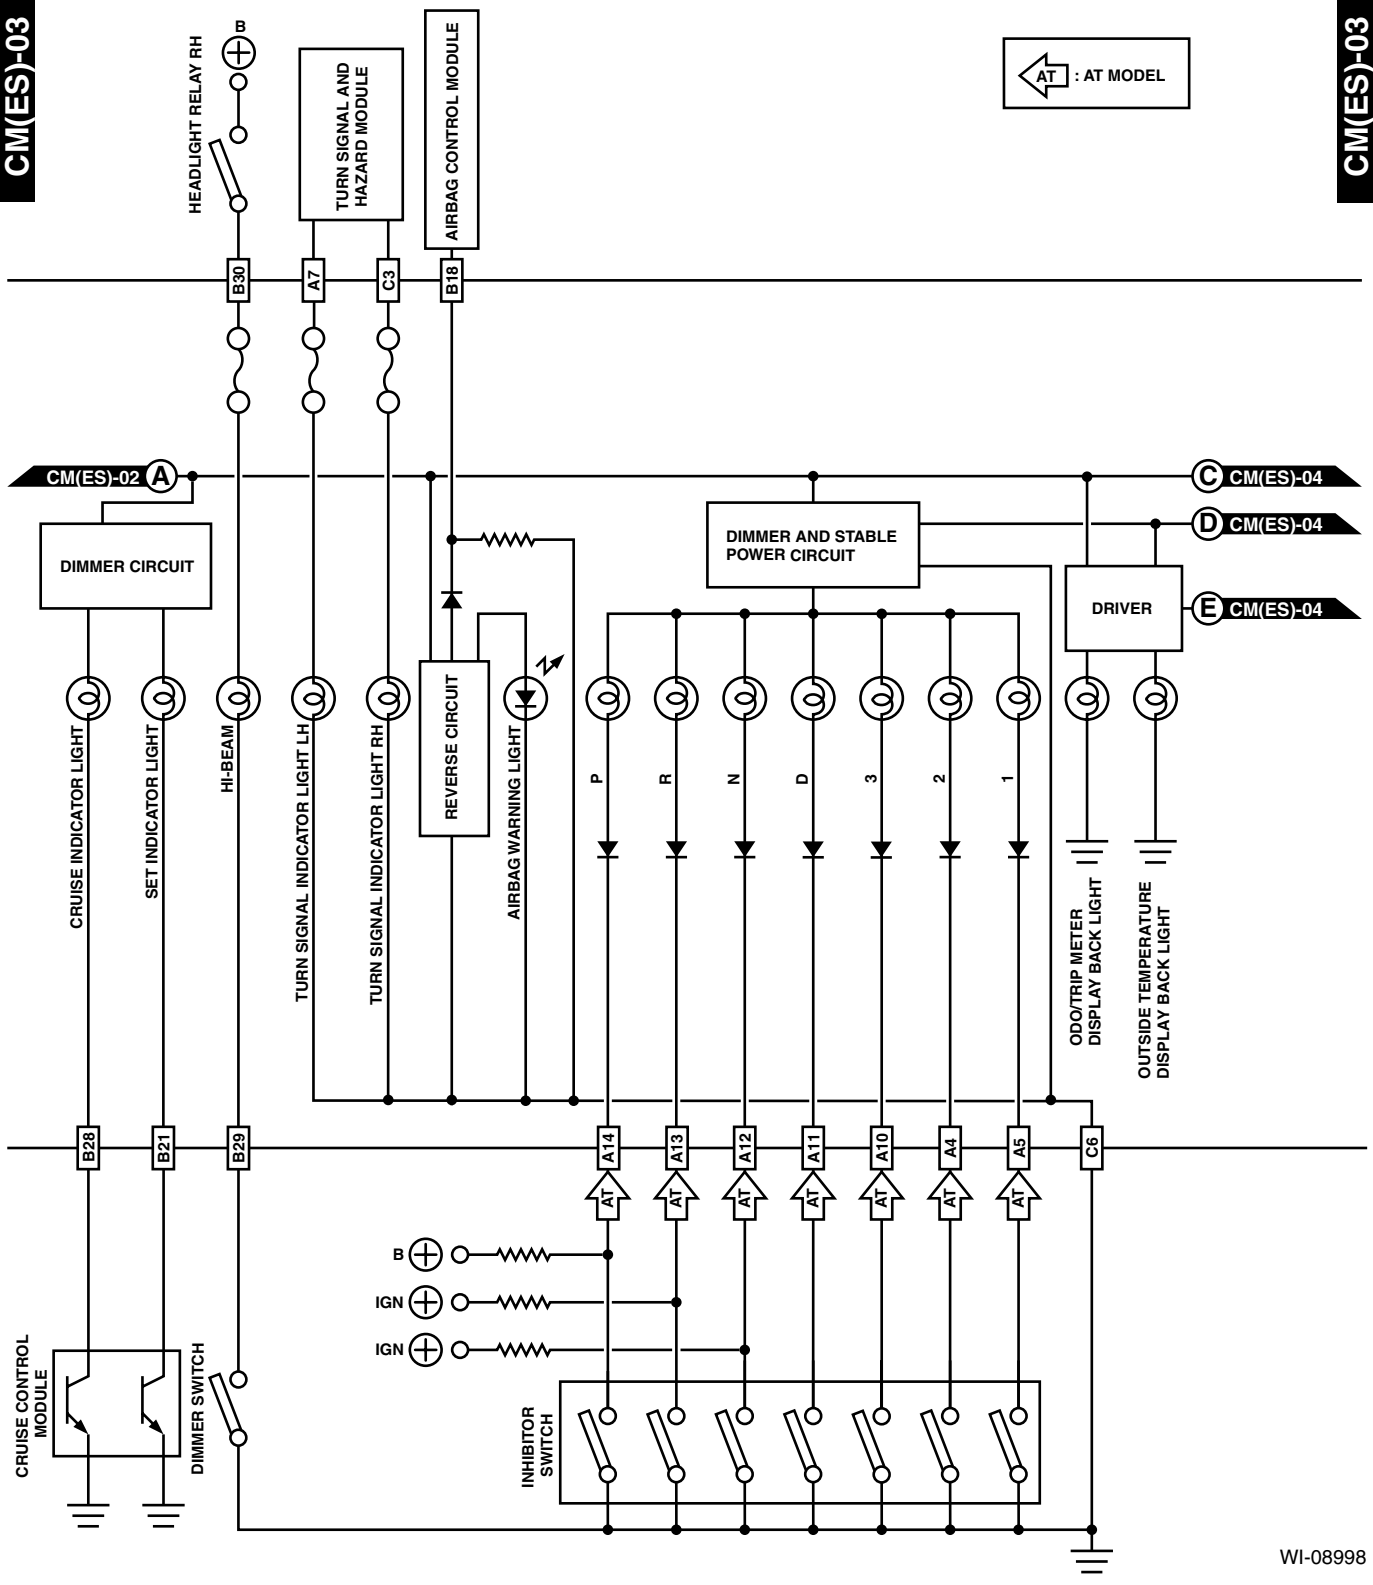 CM(ES)-03
CM(ES)-03
B
HEADLIGHT RELAY RH
TURN SIGNAL AND
HAZARD MODULE
AIRBAG CONTROL MODULE
AT
: AT MODEL
B30
A7
C3
B18
CM(ES)-02
A
C
CM(ES)-04
D
CM(ES)-04
E
CM(ES)-04
DIMMER CIRCUIT
DIMMER AND STABLE
POWER CIRCUIT
DRIVER
CRUISE INDICATOR LIGHT
SET INDICATOR LIGHT
HI-BEAM
TURN SIGNAL INDICATOR LIGHT LH
TURN SIGNAL INDICATOR LIGHT RH
REVERSE CIRCUIT
AIRBAG WARNING LIGHT
P
R
N
D
3
2
1
ODO/TRIP METER
DISPLAY BACK LIGHT
OUTSIDE TEMPERATURE
DISPLAY BACK LIGHT
B28
B21
B29
A14
A13
A12
A11
A10
A4
A5
C6
AT
AT
AT
AT
AT
AT
AT
B
IGN
IGN
CRUISE CONTROL
MODULE
DIMMER SWITCH
INHIBITOR
SWITCH
WI-08998